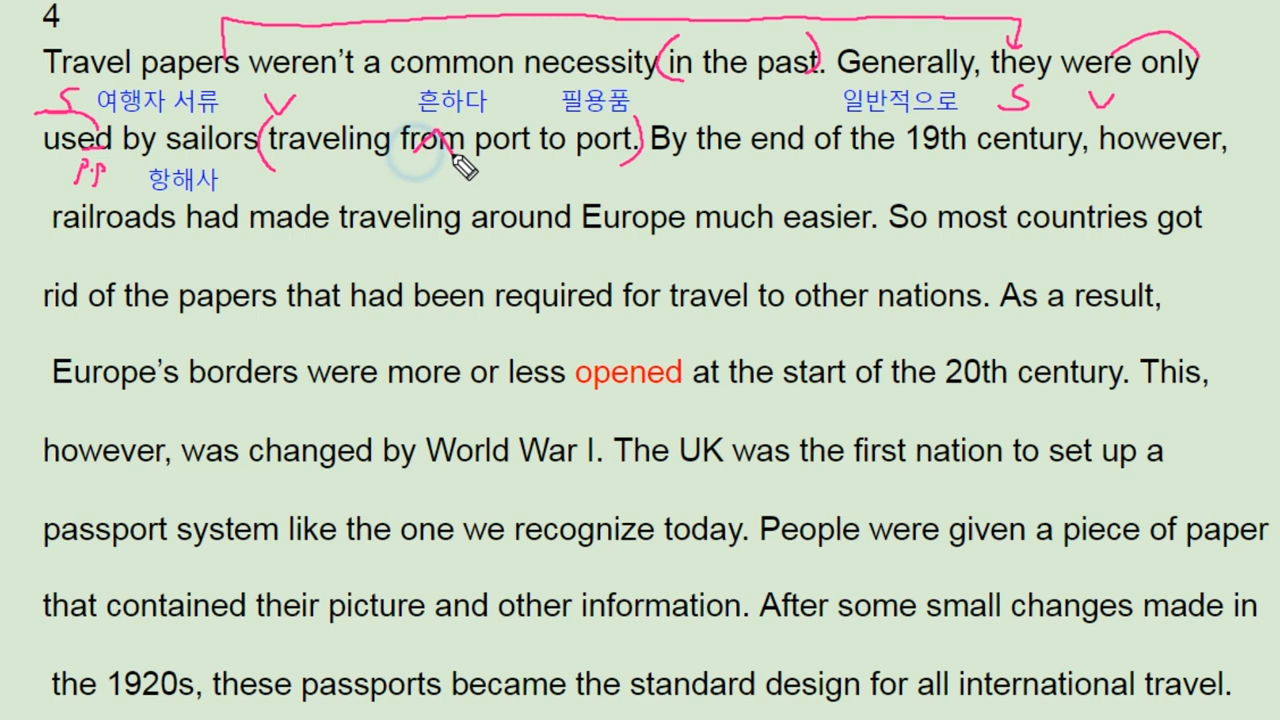 4
Travel papers weren't a common necessity (in the past). Generally, they were only
S 여행자 서류 V 흔하다 필용품 일반적으로 S V
used by sailors (traveling from port to port.) By the end of the 19th century, however,
p.p 항해사
railroads had made traveling around Europe much easier. So most countries got
rid of the papers that had been required for travel to other nations. As a result,
Europe's borders were more or less opened at the start of the 20th century. This,
however, was changed by World War I. The UK was the first nation to set up a
passport system like the one we recognize today. People were given a piece of paper
that contained their picture and other information. After some small changes made in
the 1920s, these passports became the standard design for all international travel.